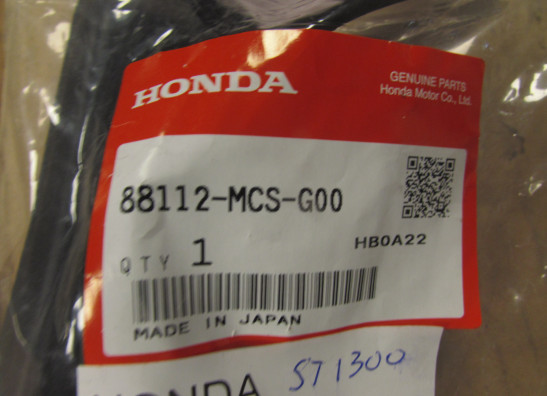 HONDA
GENUINE PARTS
Honda Motor Co., Ltd.
88112-MCS-G00
HB0A22
QTY 1
MADE IN JAPAN
HONDA ST1300